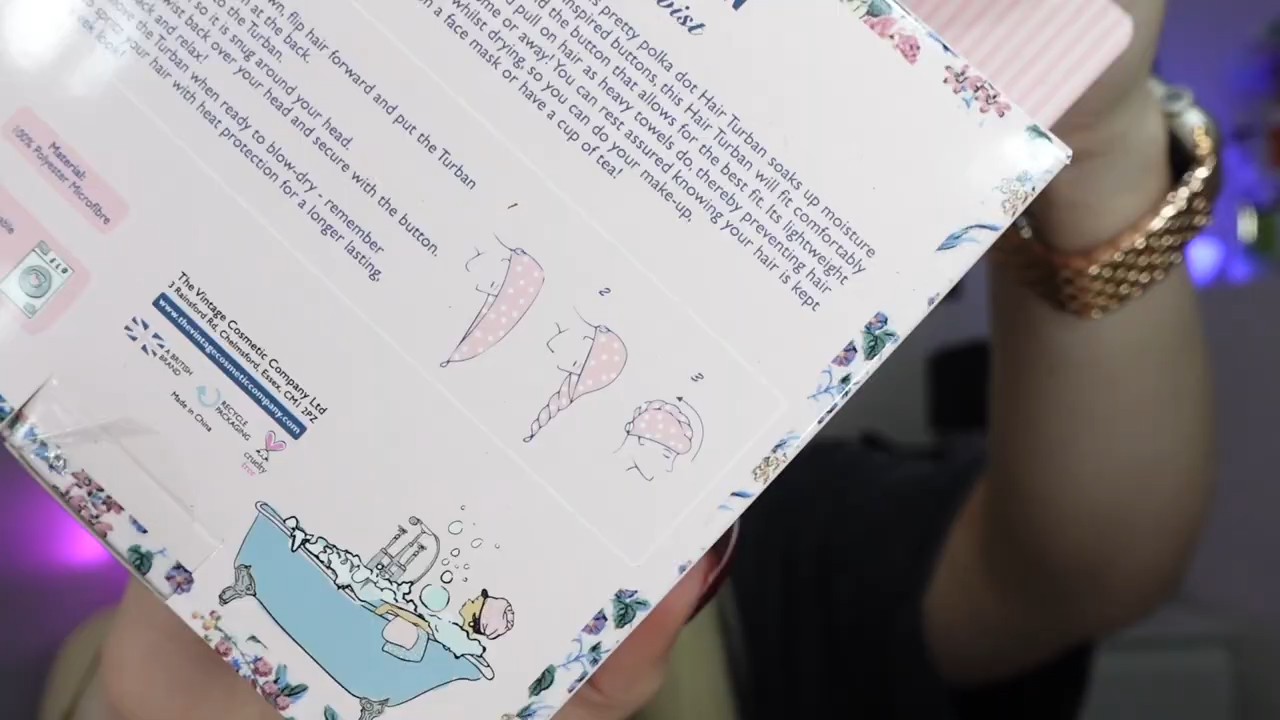 flip hair forward and put the Turban
at the back.
to the Turban.
so it is snug around your head.
back over your head and secure with the button.
and relax!
the Turban when ready to blow-dry - remember
your hair with heat protection for a longer lasting,
look!
pretty polka dot Hair Turban soaks up moisture
inspired buttons, this Hair Turban will fit comfortably
the button that allows for the best fit. Its lightweight
pull on hair as heavy towels do, thereby preventing hair
or away! You can rest assured knowing your hair is kept
whilst drying, so you can do your make-up,
a face mask or have a cup of tea!
1
2
3
Material:
100% Polyester Microfibre
The Vintage Cosmetic Company Ltd
3 Rainsford Rd, Chelmsford, Essex, CM1 2PZ
www.thevintagecosmeticcompany.com
A BRITISH
BRAND
RECYCLE
PACKAGING
cruelty
free
Made in China